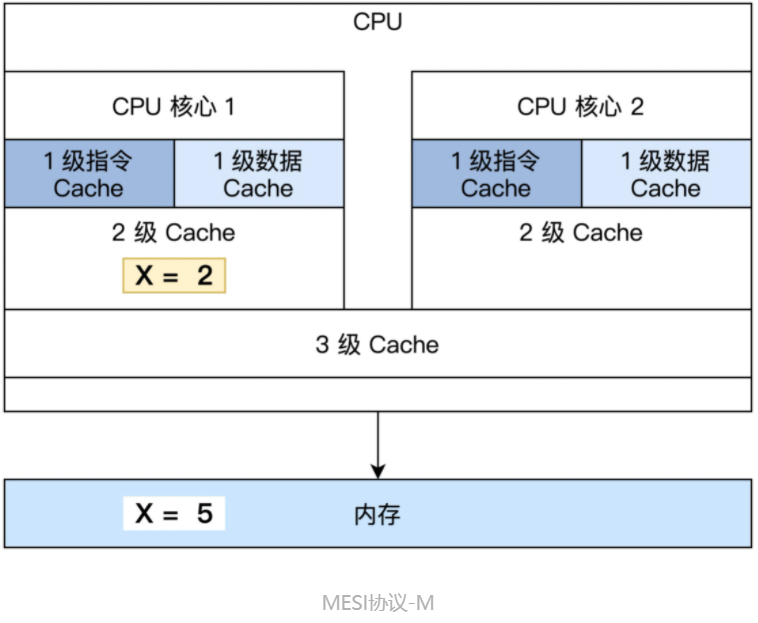 CPU
CPU 核心 1
CPU 核心 2
1 级指令
Cache
1 级数据
Cache
1 级指令
Cache
1 级数据
Cache
2 级 Cache
2 级 Cache
X = 2
3 级 Cache
X = 5
内存
MESI协议-M